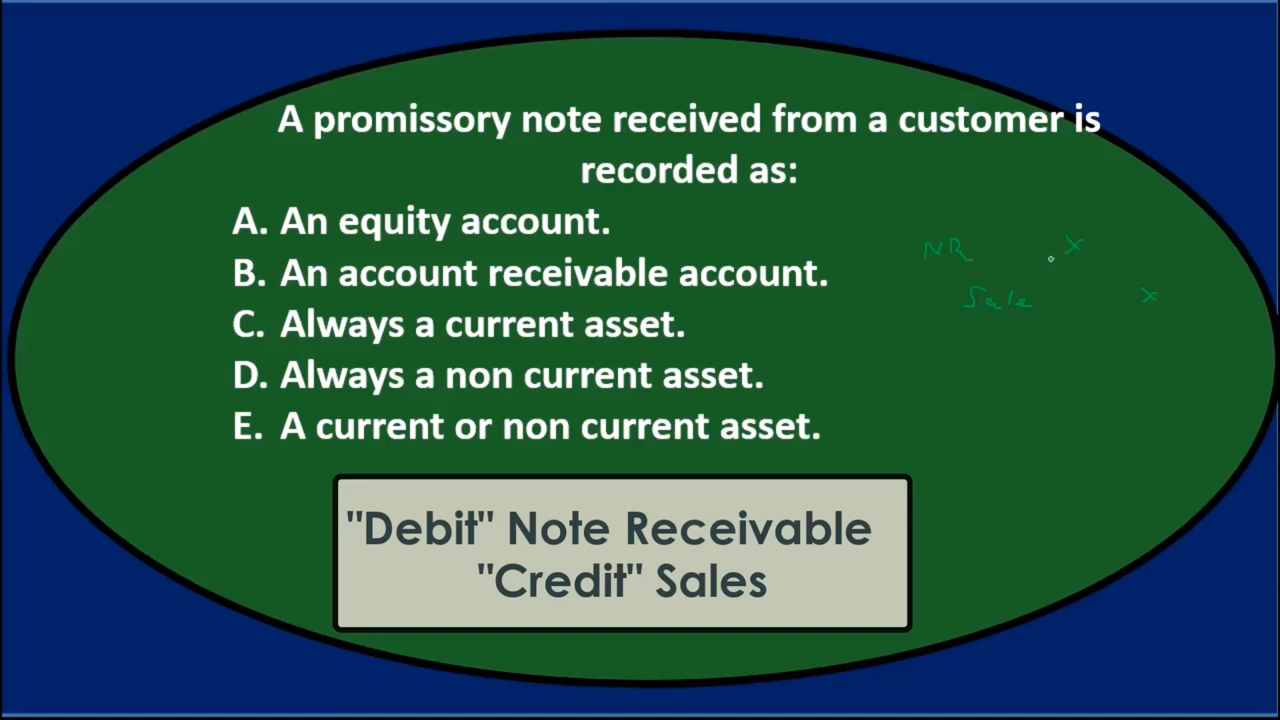 A promissory note received from a customer is
recorded as:
A. An equity account.
B. An account receivable account.
C. Always a current asset.
D. Always a non current asset.
E. A current or non current asset.
NR X
Sale X
"Debit" Note Receivable
"Credit" Sales